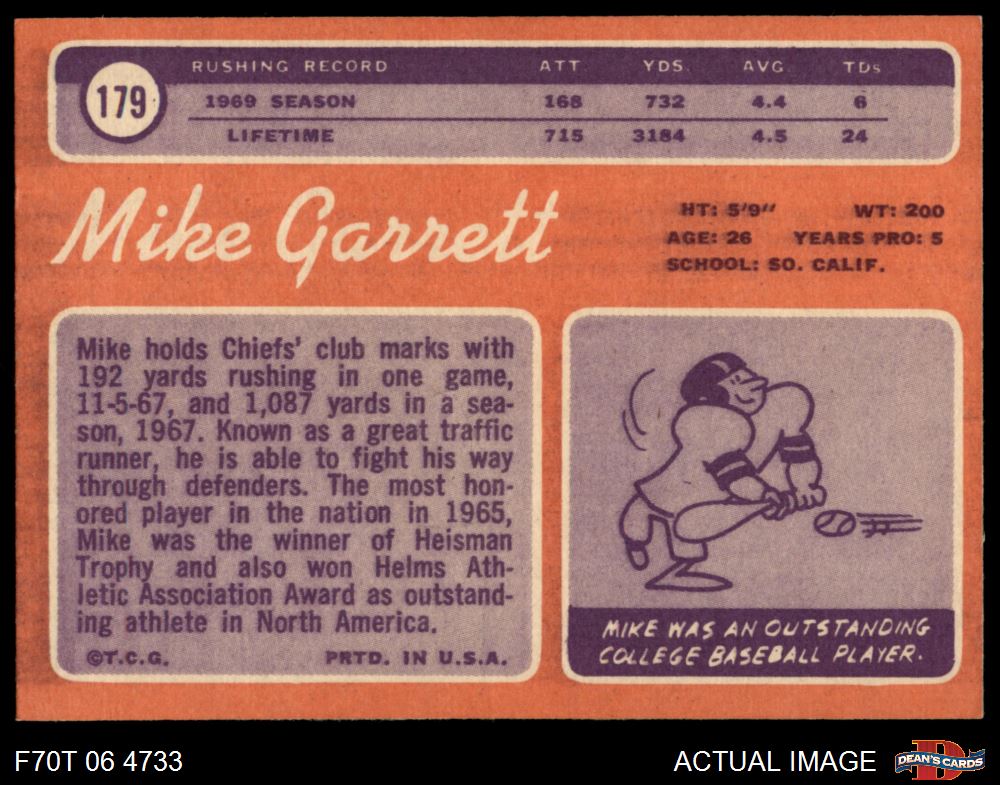 179
RUSHING RECORD ATT YDS. AVG TDs
1969 SEASON 168 732 4.4 6
LIFETIME 715 3184 4.5 24
Mike Garrett
HT: 5'9" WT: 200
AGE: 26 YEARS PRO: 5
SCHOOL: SO. CALIF.
Mike holds Chiefs' club marks with
192 yards rushing in one game,
11-5-67, and 1,087 yards in a sea-
son, 1967. Known as a great traffic
runner, he is able to fight his way
through defenders. The most hon-
ored player in the nation in 1965,
Mike was the winner of Heisman
Trophy and also won Helms Ath-
letic Association Award as outstand-
ing athlete in North America.
©T.C.G. PRTD. IN U.S.A.
MIKE WAS AN OUTSTANDING
COLLEGE BASEBALL PLAYER.
F70T 06 4733 ACTUAL IMAGE
D
DEAN'S CARDS